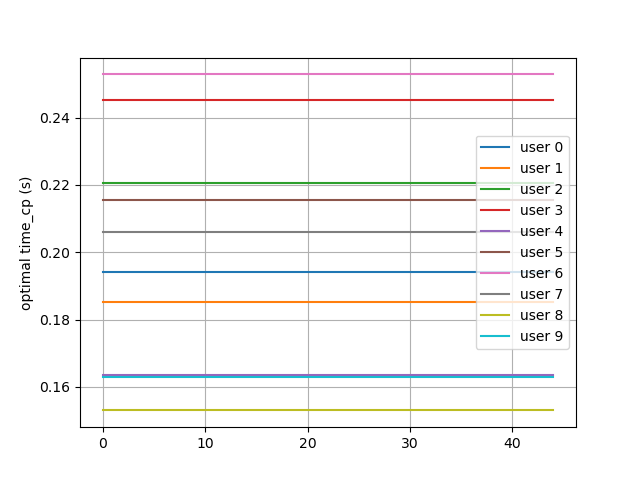 optimal time_cp (s)
0.24
0.22
0.20
0.18
0.16
0 10 20 30 40
user 0
user 1
user 2
user 3
user 4
user 5
user 6
user 7
user 8
user 9